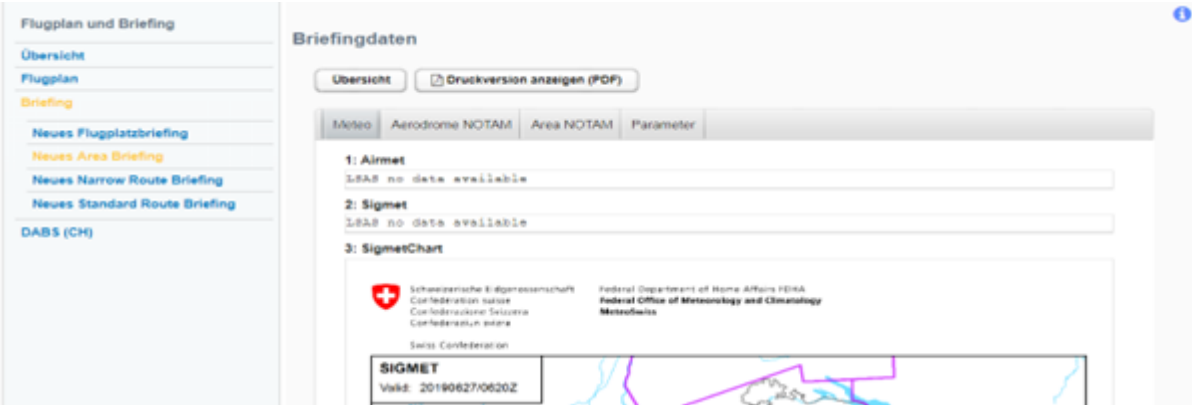 Flugplan und Briefing
Übersicht
Flugplan
Briefing
Neues Flugplatzbriefing
Neues Area Briefing
Neues Narrow Route Briefing
Neues Standard Route Briefing
DABS (CH)
Briefingdaten
Übersicht
Druckversion anzeigen (PDF)
Meteo
Aerodrome NOTAM
Area NOTAM
Parameter
1: Airmet
LSAS no data available
2: Sigmet
LSAS no data available
3: SigmetChart
Schweizerische Eidgenossenschaft
Confédération suisse
Confederazione Svizzera
Confederaziun svizra
Swiss Confederation
Federal Department of Home Affairs FDHA
Federal Office of Meteorology and Climatology
MeteoSwiss
SIGMET
Valid: 20190627/0620Z